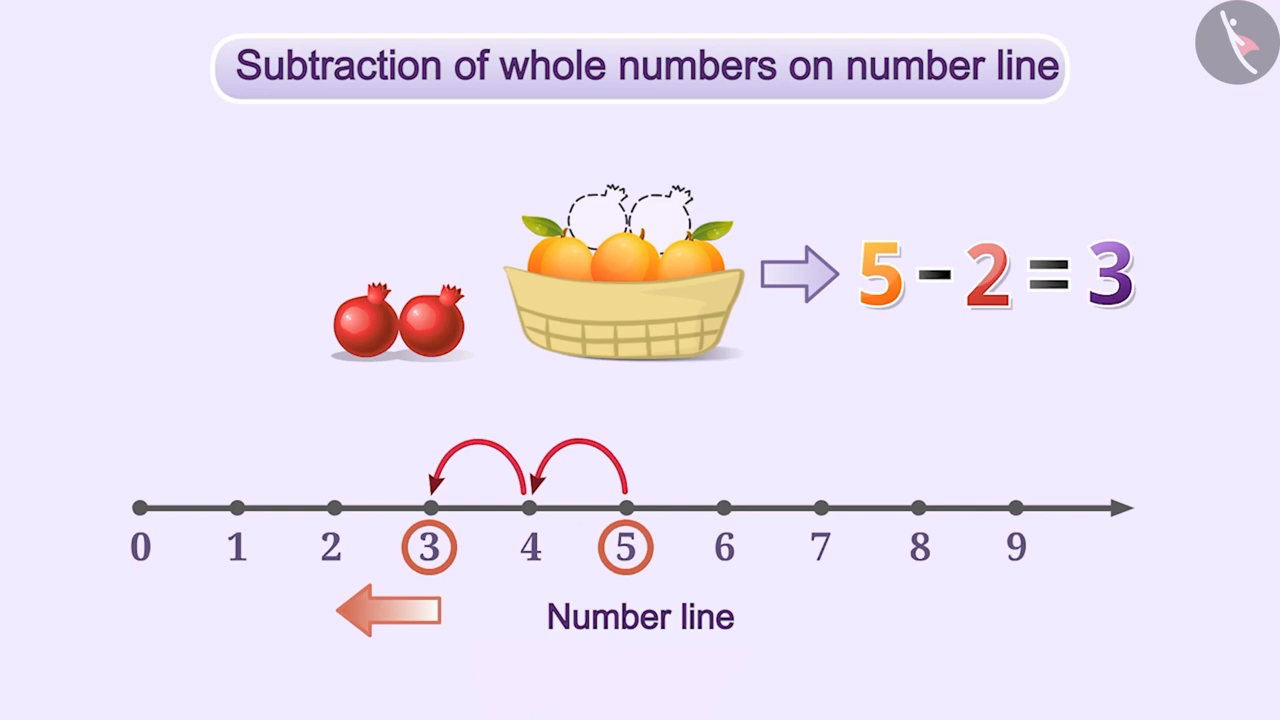 Subtraction of whole numbers on number line
5 - 2 = 3
0 1 2 3 4 5 6 7 8 9
Number line